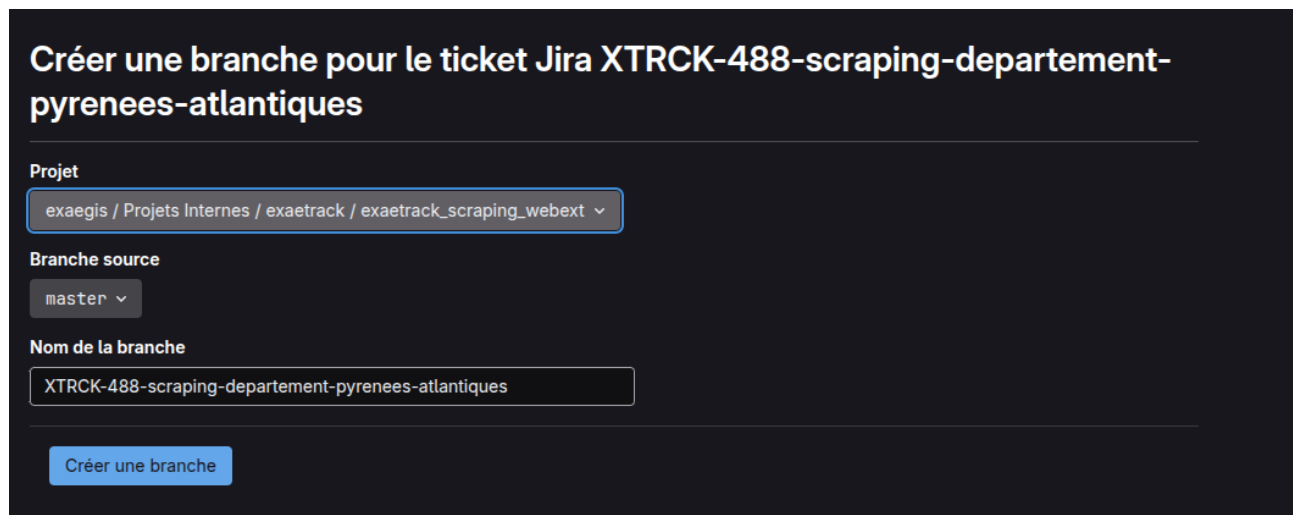 Créer une branche pour le ticket Jira XTRCK-488-scraping-departement-
pyrenees-atlantiques
Projet
exaegis / Projets Internes / exaetrack / exaetrack_scraping_webext
Branche source
master
Nom de la branche
XTRCK-488-scraping-departement-pyrenees-atlantiques
Créer une branche